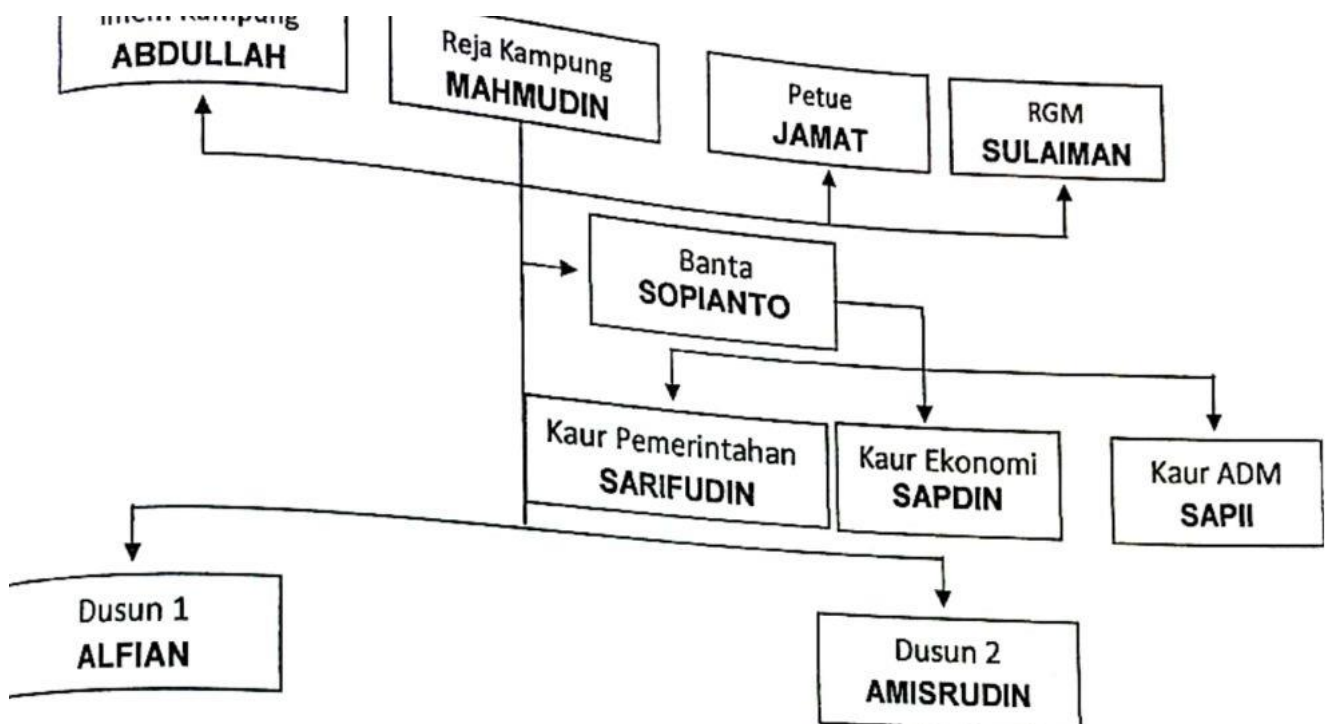 Kampung
ABDULLAH
Reja Kampung
MAHMUDIN
Petue
JAMAT
RGM
SULAIMAN
Banta
SOPIANTO
Kaur Pemerintahan
SARIFUDIN
Kaur Ekonomi
SAPDIN
Kaur ADM
SAPII
Dusun 1
ALFIAN
Dusun 2
AMISRUDIN